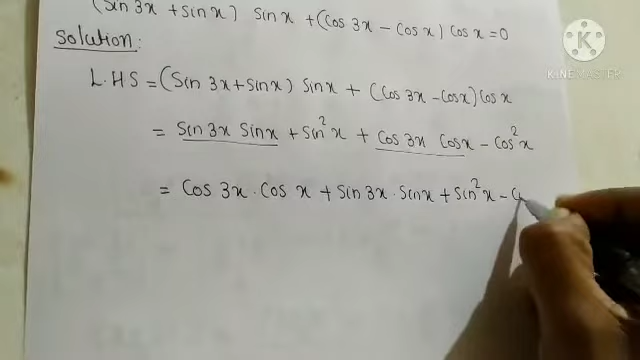 (Sin 3x + sin x) Sin x + (Cos 3x - Cos x) Cos x = 0
Solution:
L.HS = (Sin 3x + sin x) Sin x + (Cos 3x - Cos x) Cos x
= Sin 3x Sin x + Sin²x + Cos 3x Cos x - Cos²x
= Cos 3x · Cos x + Sin 3x · Sin x + Sin²x - C
KINEMASTER